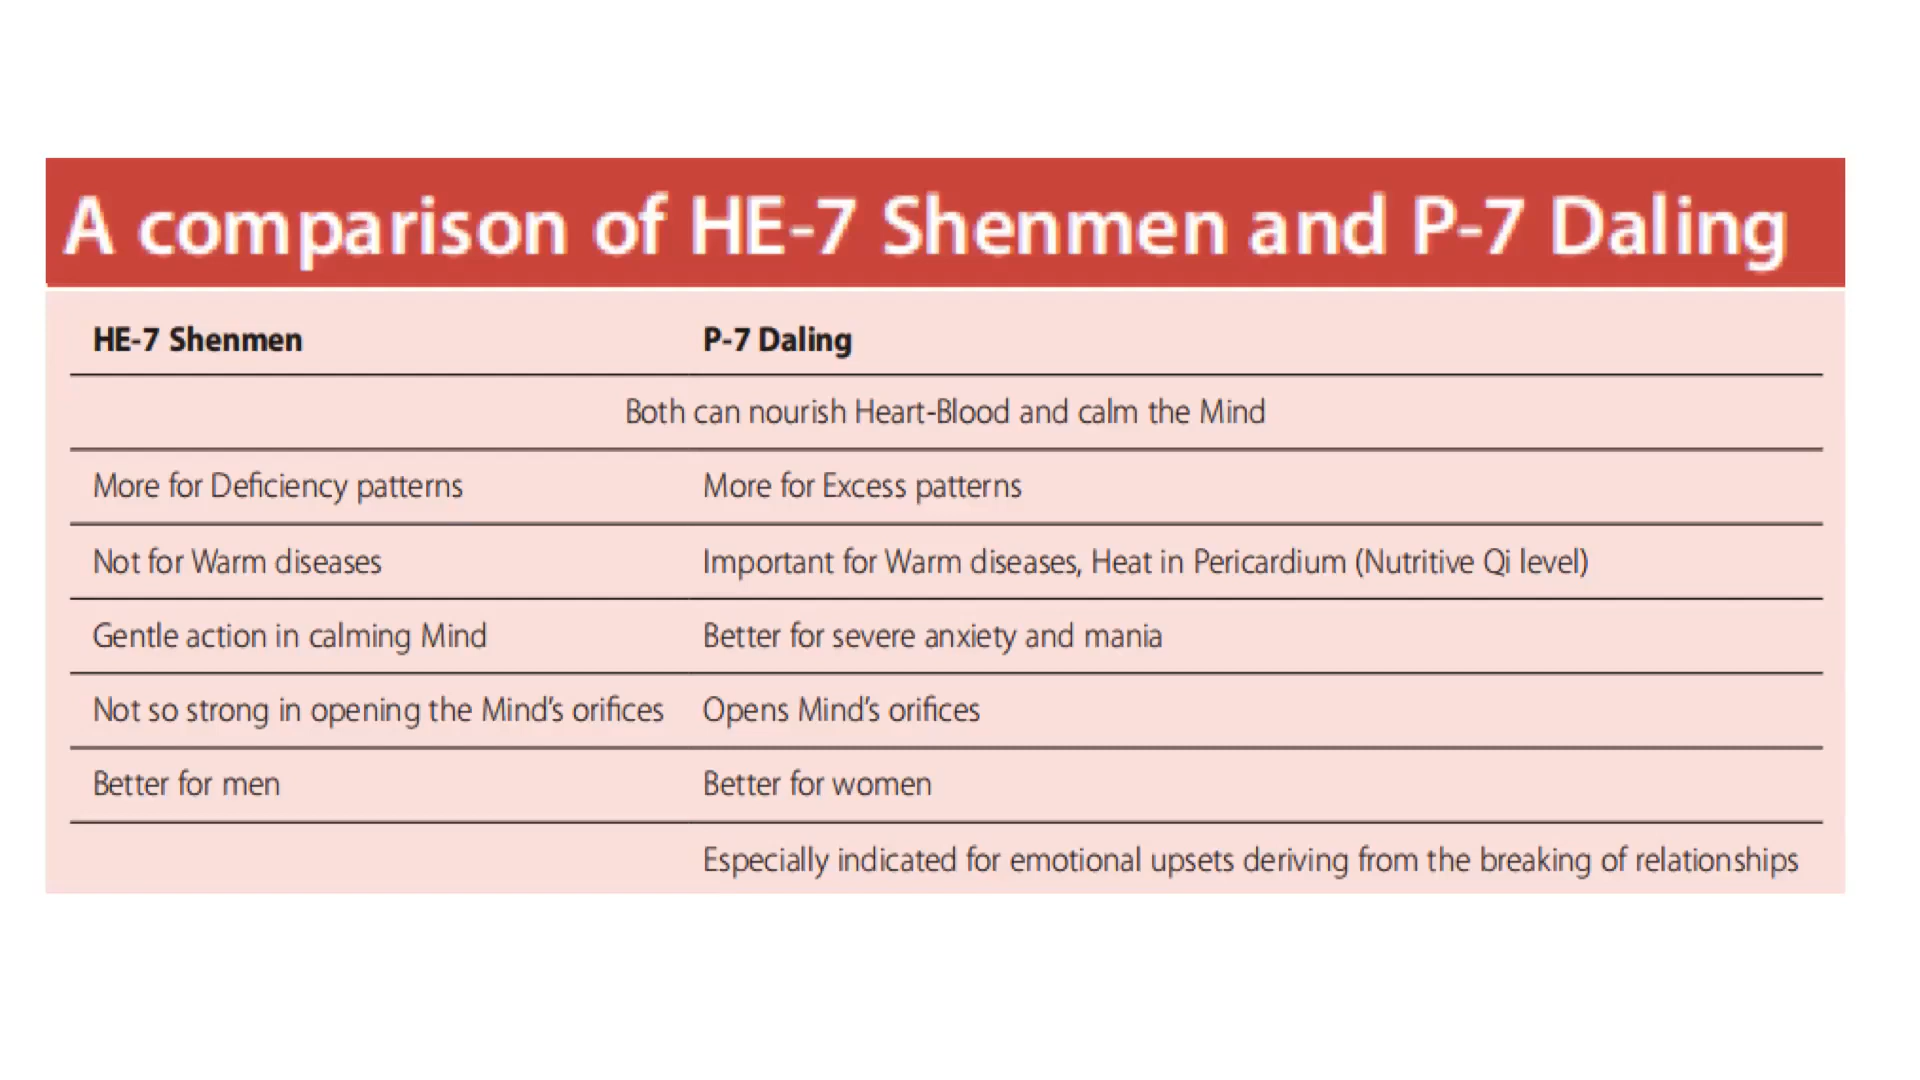 A comparison of HE-7 Shenmen and P-7 Daling
HE-7 Shenmen P-7 Daling
Both can nourish Heart-Blood and calm the Mind
More for Deficiency patterns More for Excess patterns
Not for Warm diseases Important for Warm diseases, Heat in Pericardium (Nutritive Qi level)
Gentle action in calming Mind Better for severe anxiety and mania
Not so strong in opening the Mind's orifices Opens Mind's orifices
Better for men Better for women
Especially indicated for emotional upsets deriving from the breaking of relationships